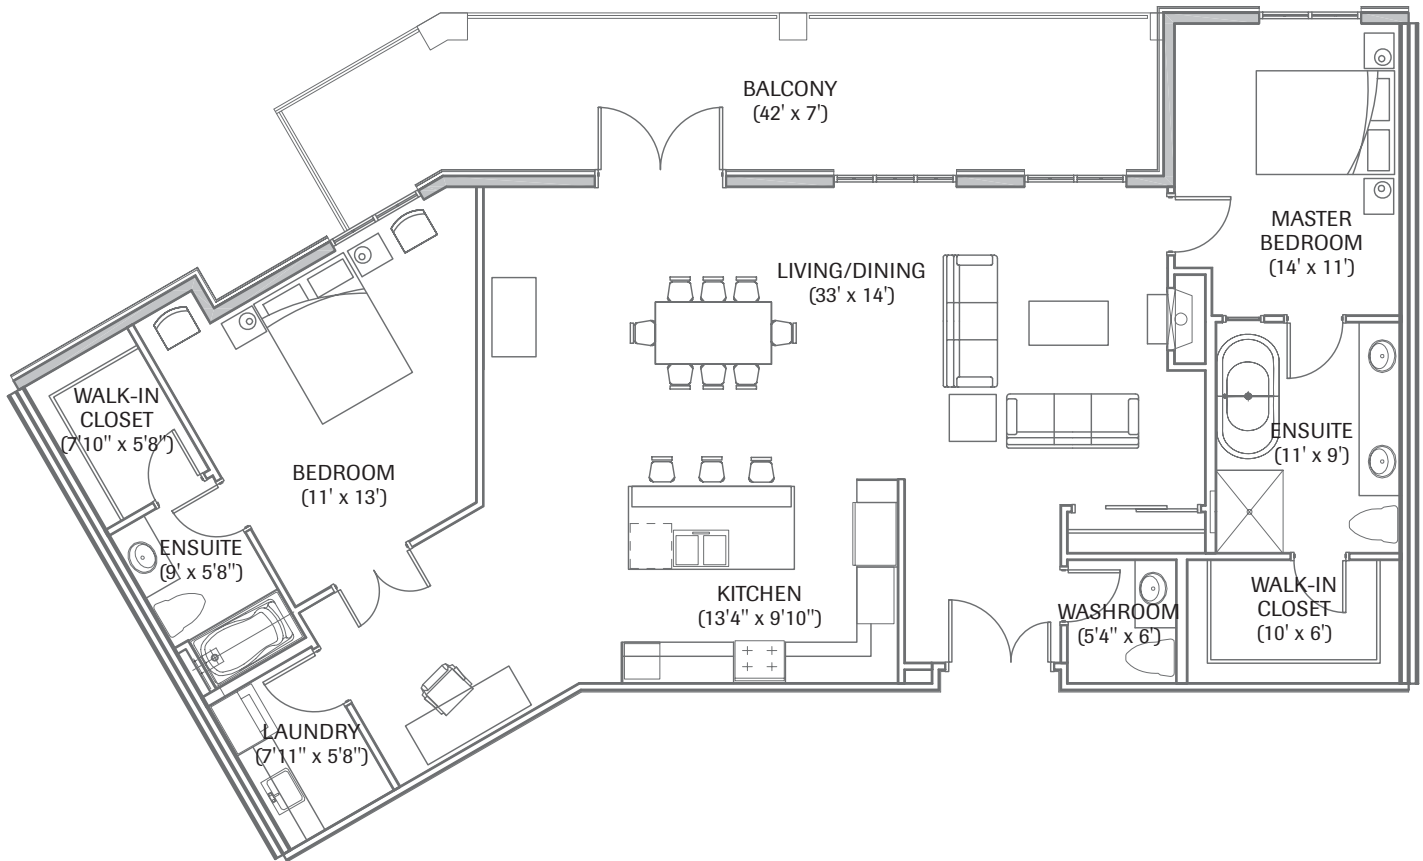 BALCONY
(42' x 7')
MASTER
BEDROOM
(14' x 11')
LIVING/DINING
(33' x 14')
WALK-IN
CLOSET
(7'10" x 5'8")
BEDROOM
(11' x 13')
ENSUITE
(11' x 9')
ENSUITE
(9' x 5'8")
KITCHEN
(13'4" x 9'10")
WASHROOM
(5'4" x 6')
WALK-IN
CLOSET
(10' x 6')
LAUNDRY
(7'11" x 5'8")